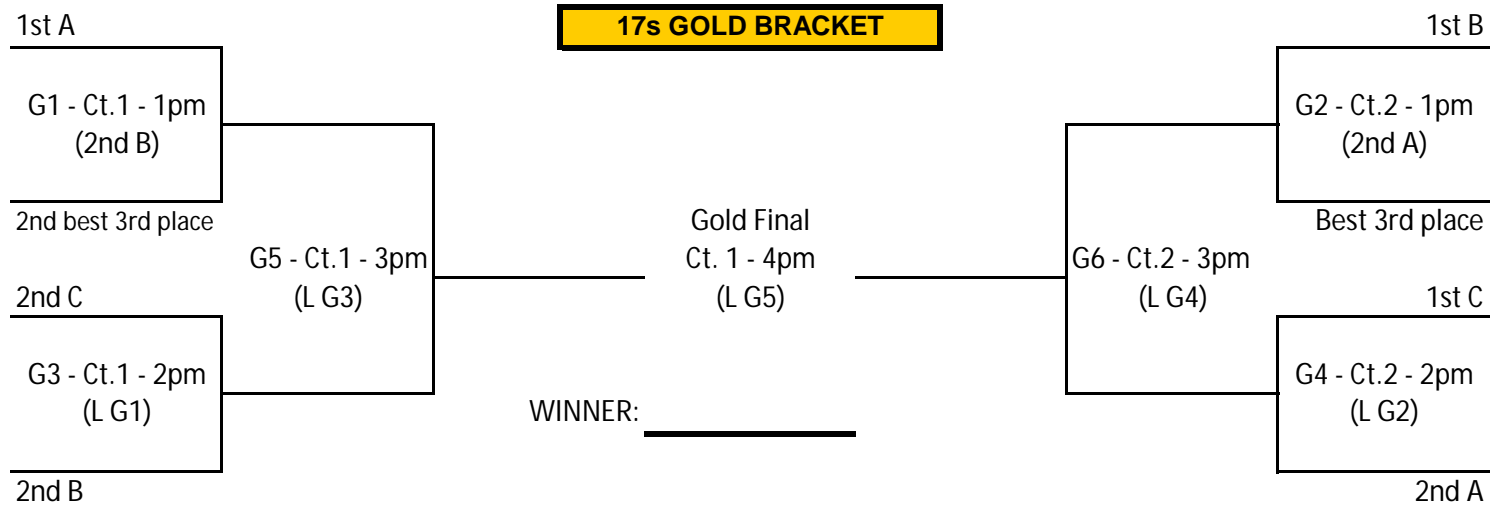 17s GOLD BRACKET
1st A
G1 - Ct.1 - 1pm
(2nd B)
2nd best 3rd place
G5 - Ct.1 - 3pm
(L G3)
2nd C
G3 - Ct.1 - 2pm
(L G1)
2nd B
Gold Final
Ct. 1 - 4pm
(L G5)
WINNER:
1st B
G2 - Ct.2 - 1pm
(2nd A)
Best 3rd place
G6 - Ct.2 - 3pm
(L G4)
1st C
G4 - Ct.2 - 2pm
(L G2)
2nd A